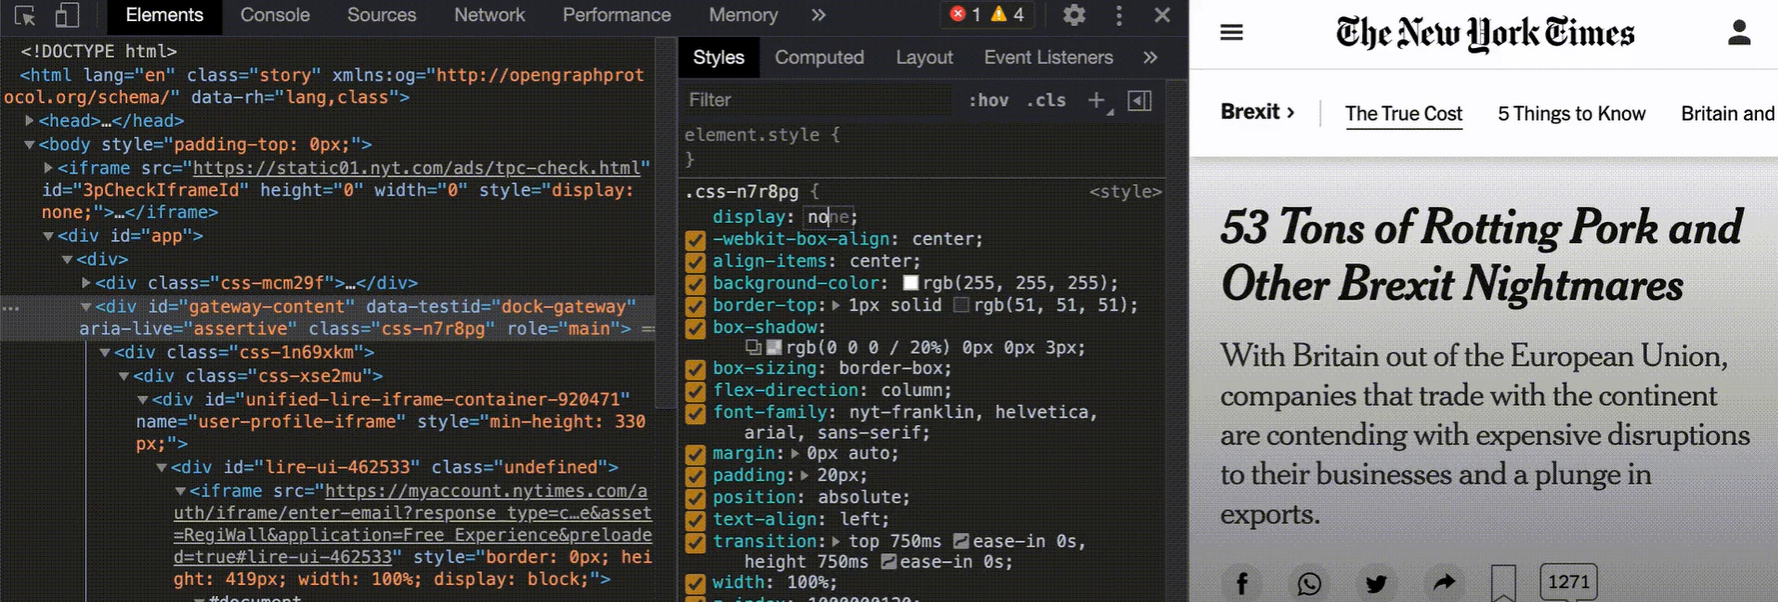 Elements Console Sources Network Performance Memory » 1 4
<!DOCTYPE html>
<html lang="en" class="story" xmlns:og="http://opengraphprot
ocol.org/schema/" data-rh="lang,class">
<head>…</head>
<body style="padding-top: 0px;">
<iframe src="https://static01.nyt.com/ads/tpc-check.html"
id="3pCheckIframeId" height="0" width="0" style="display:
none;">…</iframe>
<div id="app">
<div>
<div class="css-mcm29f">…</div>
<div id="gateway-content" data-testid="dock-gateway"
aria-live="assertive" class="css-n7r8pg" role="main"> ==
<div class="css-1n69xkm">
<div class="css-xse2mu">
<div id="unified-lire-iframe-container-920471"
name="user-profile-iframe" style="min-height: 330
px;">
<div id="lire-ui-462533" class="undefined">
<iframe src="https://myaccount.nytimes.com/a
uth/iframe/enter-email?response_type=c…e&asset
=RegiWall&application=Free_Experience&preloade
d=true#lire-ui-462533" style="border: 0px; hei
ght: 419px; width: 100%; display: block;">
#document
Styles Computed Layout Event Listeners »
Filter :hov .cls +
element.style {
}
.css-n7r8pg { <style>
display: none;
-webkit-box-align: center;
align-items: center;
background-color: rgb(255, 255, 255);
border-top: 1px solid rgb(51, 51, 51);
box-shadow:
rgb(0 0 0 / 20%) 0px 0px 3px;
box-sizing: border-box;
flex-direction: column;
font-family: nyt-franklin, helvetica,
arial, sans-serif;
margin: 0px auto;
padding: 20px;
position: absolute;
text-align: left;
transition: top 750ms ease-in 0s,
height 750ms ease-in 0s;
width: 100%;
The New York Times
Brexit › The True Cost 5 Things to Know Britain and
53 Tons of Rotting Pork and
Other Brexit Nightmares
With Britain out of the European Union,
companies that trade with the continent
are contending with expensive disruptions
to their businesses and a plunge in
exports.
1271